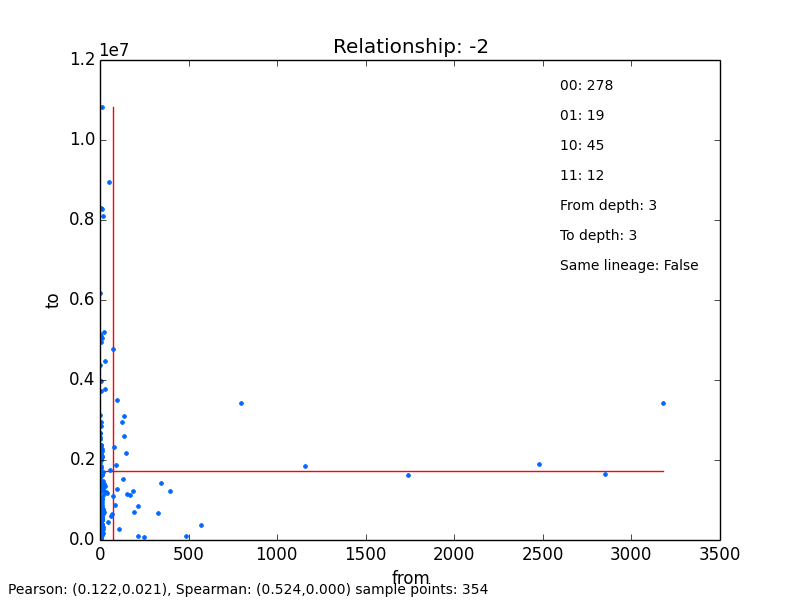 Relationship: -2
1e7
1.2
1.0
0.8
0.6
0.4
0.2
0.0
to
00: 278
01: 19
10: 45
11: 12
From depth: 3
To depth: 3
Same lineage: False
0 500 1000 1500 2000 2500 3000 3500
from
Pearson: (0.122,0.021), Spearman: (0.524,0.000) sample points: 354